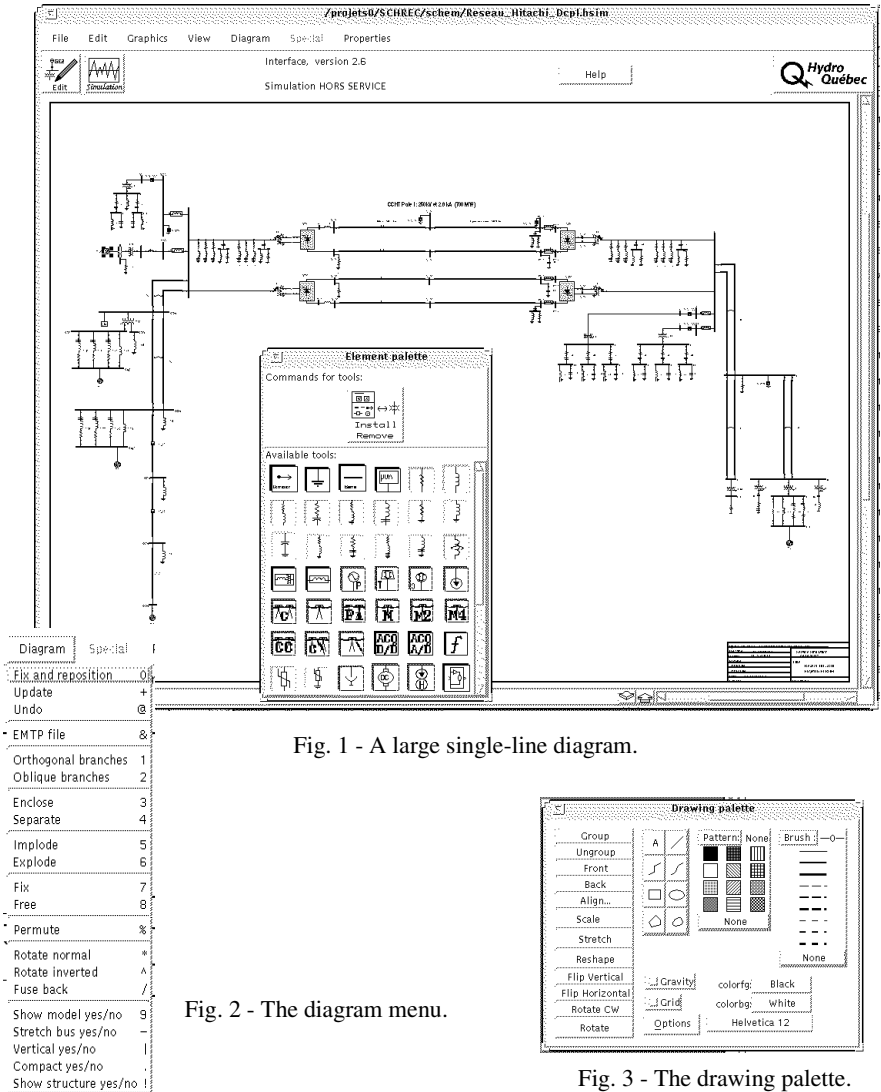 /projets0/SCHREC/schem/Reseau_Hitachi_Dcpl.hsim
File Edit Graphics View Diagram Special Properties
Edit
Simulation
Interface, version 2.6
Simulation HORS SERVICE
Help
Hydro
Québec
Element palette
Commands for tools:
Install
Remove
Available tools:
Pi M M2 M4
CC ACQ D/D ACQ A/D f
Fig. 1 - A large single-line diagram.
Diagram Special
Fix and reposition 0
Update +
Undo @
EMTP file &
Orthogonal branches 1
Oblique branches 2
Enclose 3
Separate 4
Implode 5
Explode 6
Fix 7
Free 8
Permute %
Rotate normal *
Rotate inverted ^
Fuse back /
Show model yes/no 9
Stretch bus yes/no –
Vertical yes/no |
Compact yes/no .
Show structure yes/no !
Fig. 2 - The diagram menu.
Drawing palette
Group
Ungroup
Front
Back
Align...
Scale
Stretch
Reshape
Flip Vertical
Flip Horizontal
Rotate CW
Rotate
A
Pattern: None
None
Brush :
None
Gravity
Grid
Options
colorfg: Black
colorbg: White
Helvetica 12
Fig. 3 - The drawing palette.